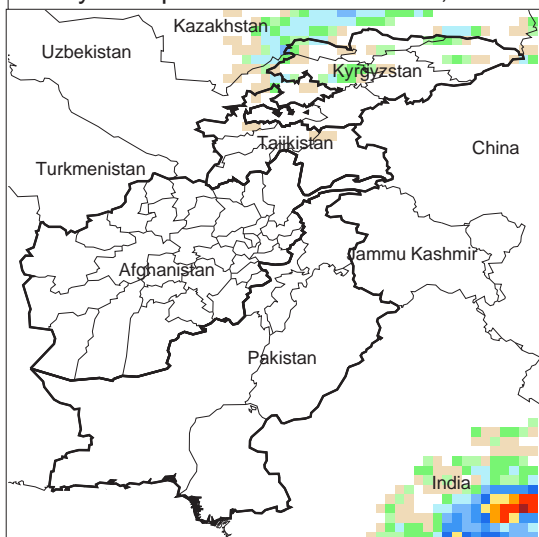 Kazakhstan
Uzbekistan
Kyrgyzstan
Tajikistan
China
Turkmenistan
Jammu Kashmir
Afghanistan
Pakistan
India